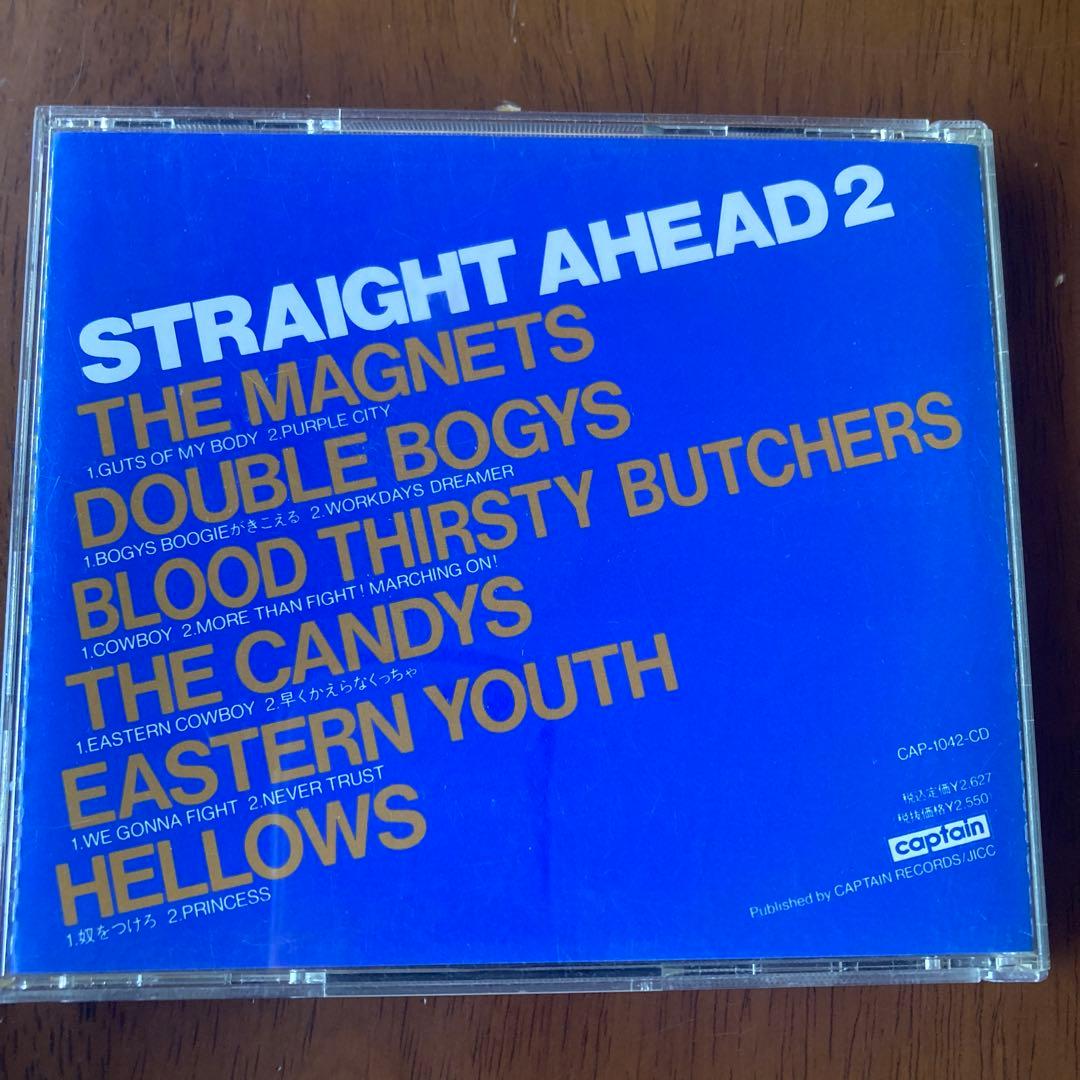 STRAIGHT AHEAD 2
THE MAGNETS
1.GUTS OF MY BODY 2.PURPLE CITY
DOUBLE BOGYS
1.BOGYS BOOGIEがきこえる 2.WORKDAYS DREAMER
BLOOD THIRSTY BUTCHERS
1.COWBOY 2.MORE THAN FIGHT! MARCHING ON!
THE CANDYS
1.EASTERN COWBOY 2.早くかえらなくっちゃ
EASTERN YOUTH
1.WE GONNA FIGHT 2.NEVER TRUST
HELLOWS
1.奴をつけろ 2.PRINCESS
CAP-1042-CD
税込定価¥2.627
税抜価格¥2.550
captain
Published by CAPTAIN RECORDS/JICC